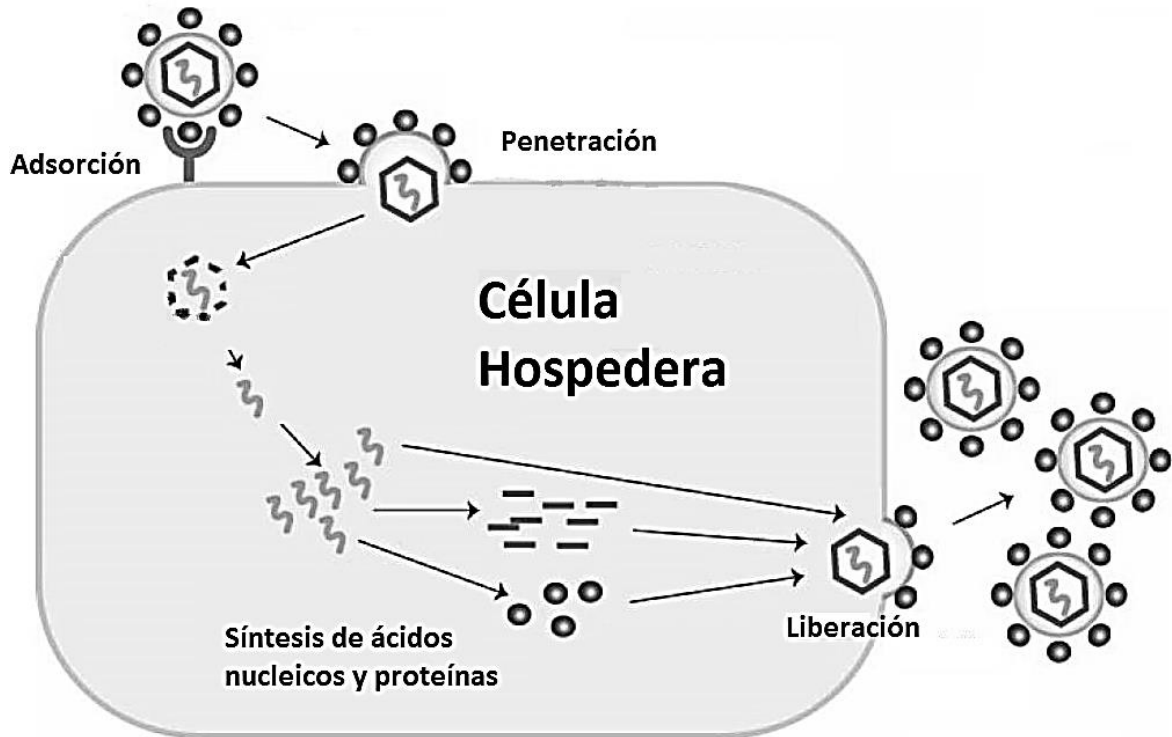 Adsorción
Penetración
Célula
Hospedera
Síntesis de ácidos
nucleicos y proteínas
Liberación